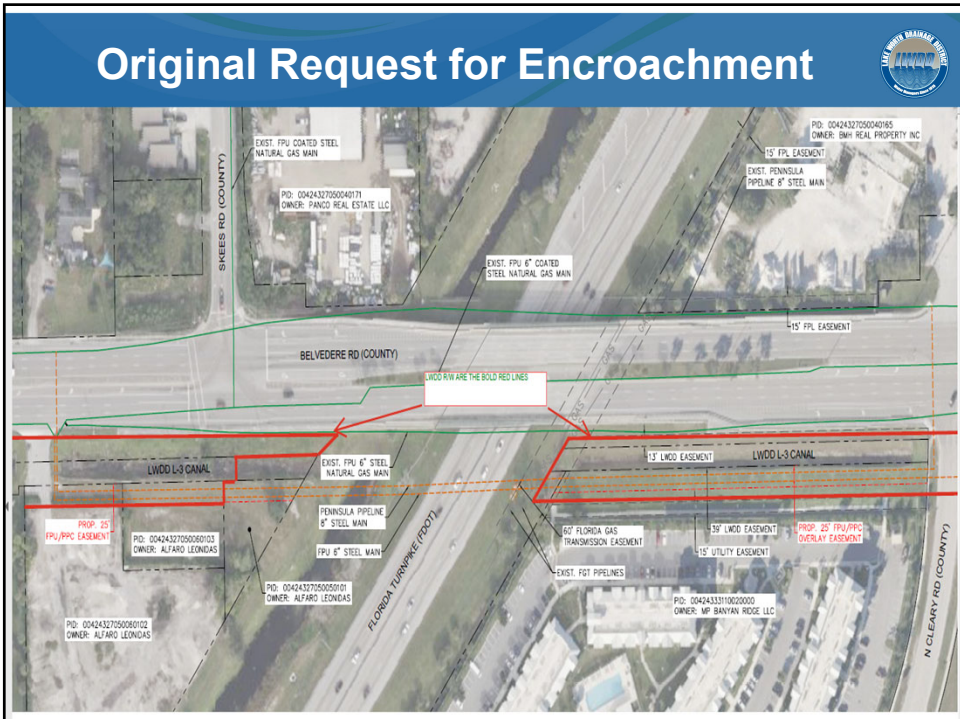 Original Request for Encroachment
LAKE WORTH DRAINAGE DISTRICT
LWDD
EXIST. FPU COATED STEEL
NATURAL GAS MAIN
SKEES RD (COUNTY)
PID: 00424327050040171
OWNER: PANCO REAL ESTATE LLC
PID: 00424327050040165
OWNER: BMH REAL PROPERTY INC
15' FPL EASEMENT
EXIST. PENINSULA
PIPELINE 8" STEEL MAIN
EXIST. FPU 6" COATED
STEEL NATURAL GAS MAIN
15' FPL EASEMENT
GAS
BELVEDERE RD (COUNTY)
LWDD R/W ARE THE BOLD RED LINES
GAS
LWDD L-3 CANAL
EXIST. FPU 6" STEEL
NATURAL GAS MAIN
13' LWDD EASEMENT
LWDD L-3 CANAL
PENINSULA PIPELINE
8" STEEL MAIN
FPU 6" STEEL MAIN
PROP. 25'
FPU/PPC EASEMENT
PID: 00424327050060103
OWNER: ALFARO LEONIDAS
60' FLORIDA GAS
TRANSMISSION EASEMENT
39' LWDD EASEMENT
PROP. 25' FPU/PPC
OVERLAY EASEMENT
15' UTILITY EASEMENT
EXIST. FGT PIPELINES
FLORIDA TURNPIKE (FDOT)
PID: 00424327050050101
OWNER: ALFARO LEONIDAS
PID: 00424327050060102
OWNER: ALFARO LEONIDAS
PID: 00424333110020000
OWNER: MP BANYAN RIDGE LLC
N CLEARY RD (COUNTY)